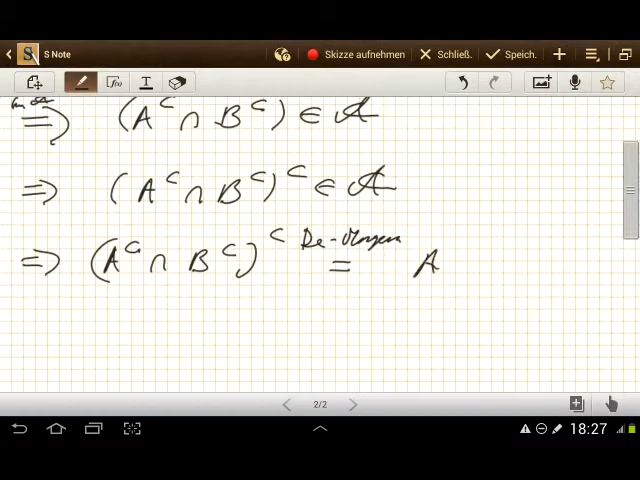 S Note
Skizze aufnehmen
Schließ.
Speich.
f(x)
T
⇒ (A^C ∩ B^C) ∈ 𝒜
⇒ (A^C ∩ B^C)^C ∈ 𝒜
⇒ (A^C ∩ B^C)^C De-Morgan = A
2/2
18:27